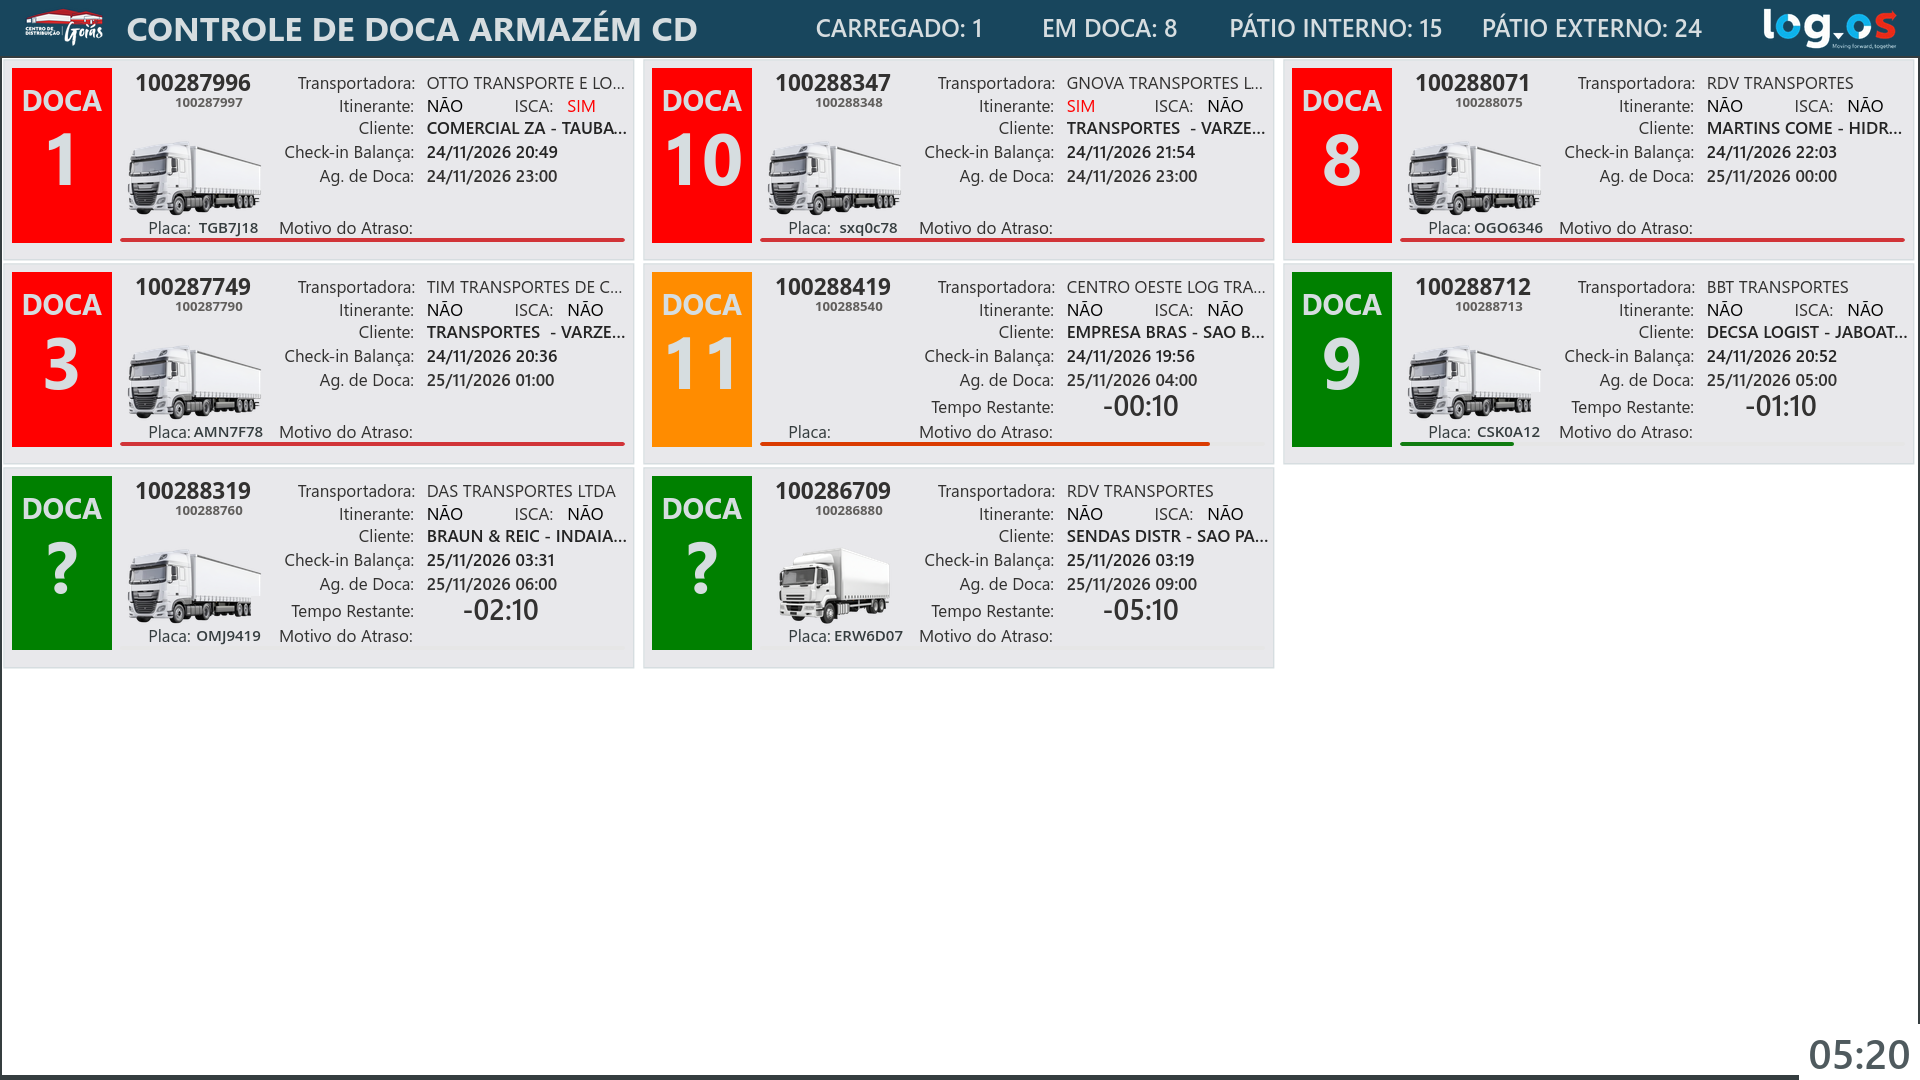 CENTRO DE DISTRIBUIÇÃO Goiás
CONTROLE DE DOCA ARMAZÉM CD
CARREGADO: 1
EM DOCA: 8
PÁTIO INTERNO: 15
PÁTIO EXTERNO: 24
log.os
Moving forward, together
DOCA
1
100287996
100287997
Transportadora: OTTO TRANSPORTE E LO...
Itinerante: NÃO ISCA: SIM
Cliente: COMERCIAL ZA - TAUBA...
Check-in Balança: 24/11/2026 20:49
Ag. de Doca: 24/11/2026 23:00
Placa: TGB7J18 Motivo do Atraso:
DOCA
10
100288347
100288348
Transportadora: GNOVA TRANSPORTES L...
Itinerante: SIM ISCA: NÃO
Cliente: TRANSPORTES - VARZE...
Check-in Balança: 24/11/2026 21:54
Ag. de Doca: 24/11/2026 23:00
Placa: sxq0c78 Motivo do Atraso:
DOCA
8
100288071
100288075
Transportadora: RDV TRANSPORTES
Itinerante: NÃO ISCA: NÃO
Cliente: MARTINS COME - HIDR...
Check-in Balança: 24/11/2026 22:03
Ag. de Doca: 25/11/2026 00:00
Placa: OGO6346 Motivo do Atraso:
DOCA
3
100287749
100287790
Transportadora: TIM TRANSPORTES DE C...
Itinerante: NÃO ISCA: NÃO
Cliente: TRANSPORTES - VARZE...
Check-in Balança: 24/11/2026 20:36
Ag. de Doca: 25/11/2026 01:00
Placa: AMN7F78 Motivo do Atraso:
DOCA
11
100288419
100288540
Transportadora: CENTRO OESTE LOG TRA...
Itinerante: NÃO ISCA: NÃO
Cliente: EMPRESA BRAS - SAO B...
Check-in Balança: 24/11/2026 19:56
Ag. de Doca: 25/11/2026 04:00
Tempo Restante: -00:10
Placa: Motivo do Atraso:
DOCA
9
100288712
100288713
Transportadora: BBT TRANSPORTES
Itinerante: NÃO ISCA: NÃO
Cliente: DECSA LOGIST - JABOAT...
Check-in Balança: 24/11/2026 20:52
Ag. de Doca: 25/11/2026 05:00
Tempo Restante: -01:10
Placa: CSK0A12 Motivo do Atraso:
DOCA
?
100288319
100288760
Transportadora: DAS TRANSPORTES LTDA
Itinerante: NÃO ISCA: NÃO
Cliente: BRAUN & REIC - INDAIA...
Check-in Balança: 25/11/2026 03:31
Ag. de Doca: 25/11/2026 06:00
Tempo Restante: -02:10
Placa: OMJ9419 Motivo do Atraso:
DOCA
?
100286709
100286880
Transportadora: RDV TRANSPORTES
Itinerante: NÃO ISCA: NÃO
Cliente: SENDAS DISTR - SAO PA...
Check-in Balança: 25/11/2026 03:19
Ag. de Doca: 25/11/2026 09:00
Tempo Restante: -05:10
Placa: ERW6D07 Motivo do Atraso:
05:20